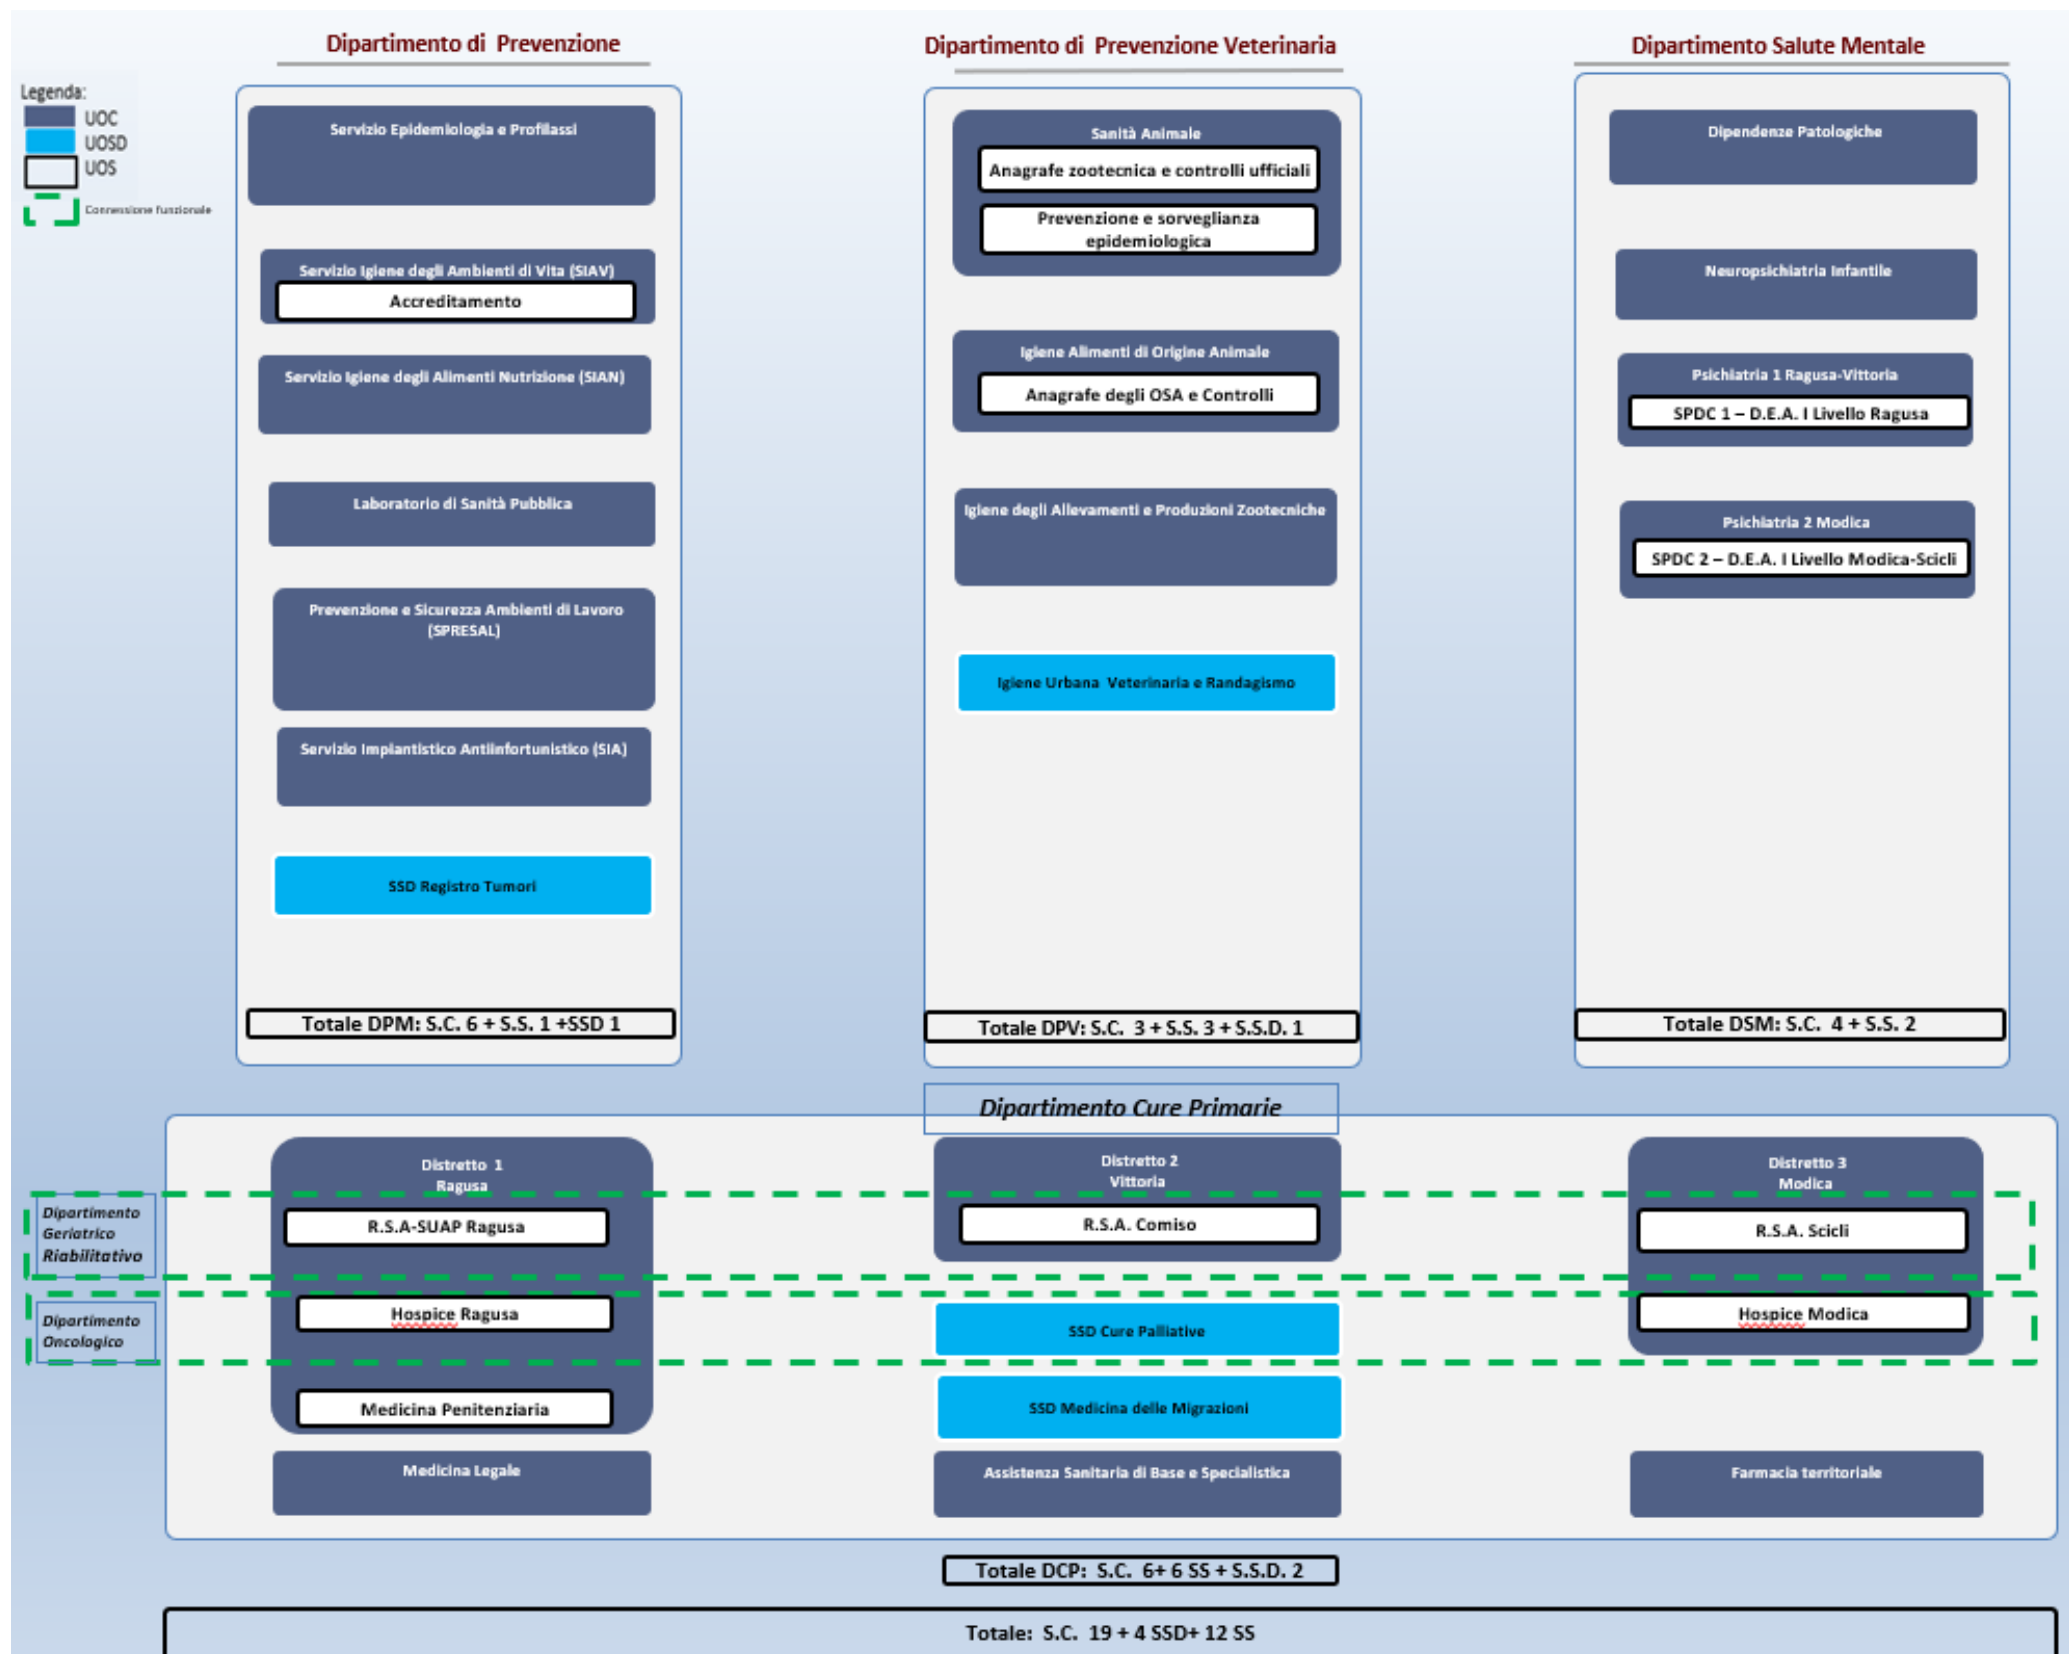 Dipartimento di Prevenzione
Dipartimento di Prevenzione Veterinaria
Dipartimento Salute Mentale
Legenda:
UOC
UOSD
UOS
Connessione funzionale
Servizio Epidemiologia e Profilassi
Servizio Igiene degli Ambienti di Vita (SIAV)
Accreditamento
Servizio Igiene degli Alimenti Nutrizione (SIAN)
Laboratorio di Sanità Pubblica
Prevenzione e Sicurezza Ambienti di Lavoro
(SPRESAL)
Servizio Impiantistico Antiinfortunistico (SIA)
SSD Registro Tumori
Totale DPM: S.C. 6 + S.S. 1 +SSD 1
Sanità Animale
Anagrafe zootecnica e controlli ufficiali
Prevenzione e sorveglianza
epidemiologica
Igiene Alimenti di Origine Animale
Anagrafe degli OSA e Controlli
Igiene degli Allevamenti e Produzioni Zootecniche
Igiene Urbana Veterinaria e Randagismo
Totale DPV: S.C. 3 + S.S. 3 + S.S.D. 1
Dipendenze Patologiche
Neuropsichiatria Infantile
Psichiatria 1 Ragusa-Vittoria
SPDC 1 – D.E.A. I Livello Ragusa
Psichiatria 2 Modica
SPDC 2 – D.E.A. I Livello Modica-Scicli
Totale DSM: S.C. 4 + S.S. 2
Dipartimento Cure Primarie
Dipartimento
Geriatrico
Riabilitativo
Dipartimento
Oncologico
Distretto 1
Ragusa
R.S.A-SUAP Ragusa
Hospice Ragusa
Medicina Penitenziaria
Medicina Legale
Distretto 2
Vittoria
R.S.A. Comiso
SSD Cure Palliative
SSD Medicina delle Migrazioni
Assistenza Sanitaria di Base e Specialistica
Distretto 3
Modica
R.S.A. Scicli
Hospice Modica
Farmacia territoriale
Totale DCP: S.C. 6+ 6 SS + S.S.D. 2
Totale: S.C. 19 + 4 SSD+ 12 SS